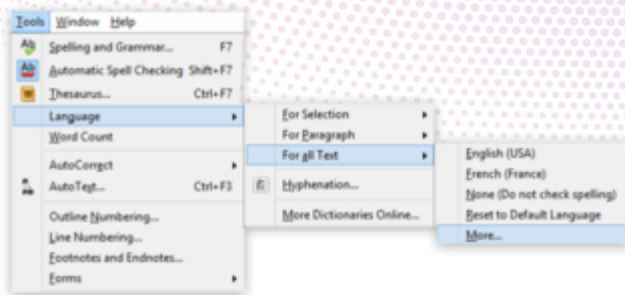 Tools Window Help
Spelling and Grammar... F7
Automatic Spell Checking Shift+F7
Thesaurus... Ctrl+F7
Language
Word Count
AutoCorrect
AutoText... Ctrl+F3
Outline Numbering...
Line Numbering...
Footnotes and Endnotes...
Forms
For Selection
For Paragraph
For all Text
Hyphenation...
More Dictionaries Online...
English (USA)
French (France)
None (Do not check spelling)
Reset to Default Language
More...